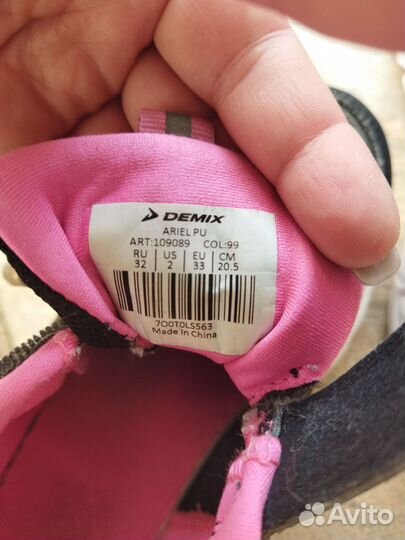 DEMIX
ARIEL PU
ART:109089 COL:99
RU US EU CM
32 2 33 20.5
7O0T0LS563
Made in China
Avito